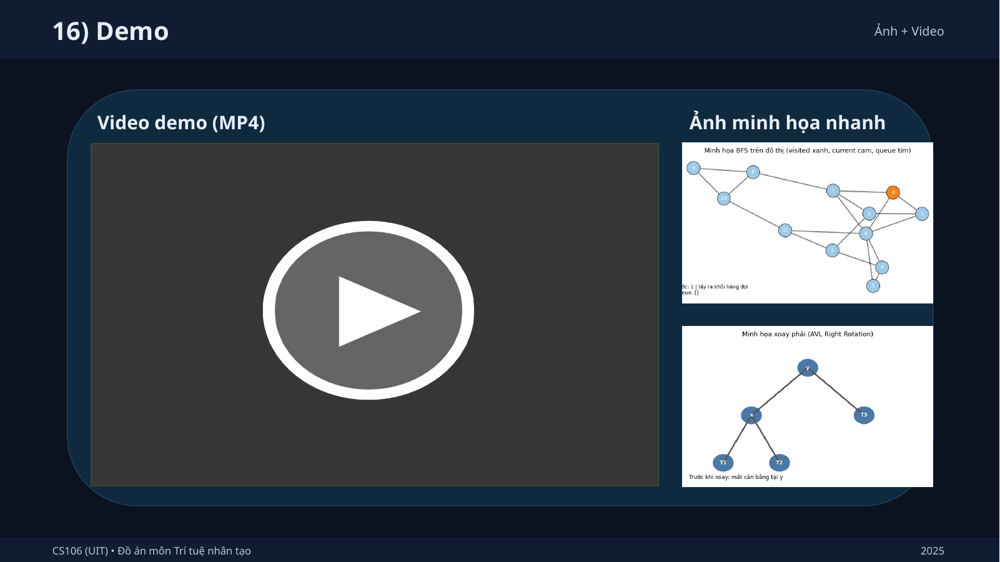 16) Demo
Ảnh + Video
Video demo (MP4)
Ảnh minh họa nhanh
Minh họa BFS trên đồ thị (visited xanh, current cam, queue tím)
9
8
7
0
10
2
1
11
6
3
4
5
ớc: 1 | lấy ra khỏi hàng đợi
eue: []
Minh họa xoay phải (AVL Right Rotation)
y
x
T3
T1
T2
Trước khi xoay: mất cân bằng tại y
CS106 (UIT) • Đồ án môn Trí tuệ nhân tạo
2025